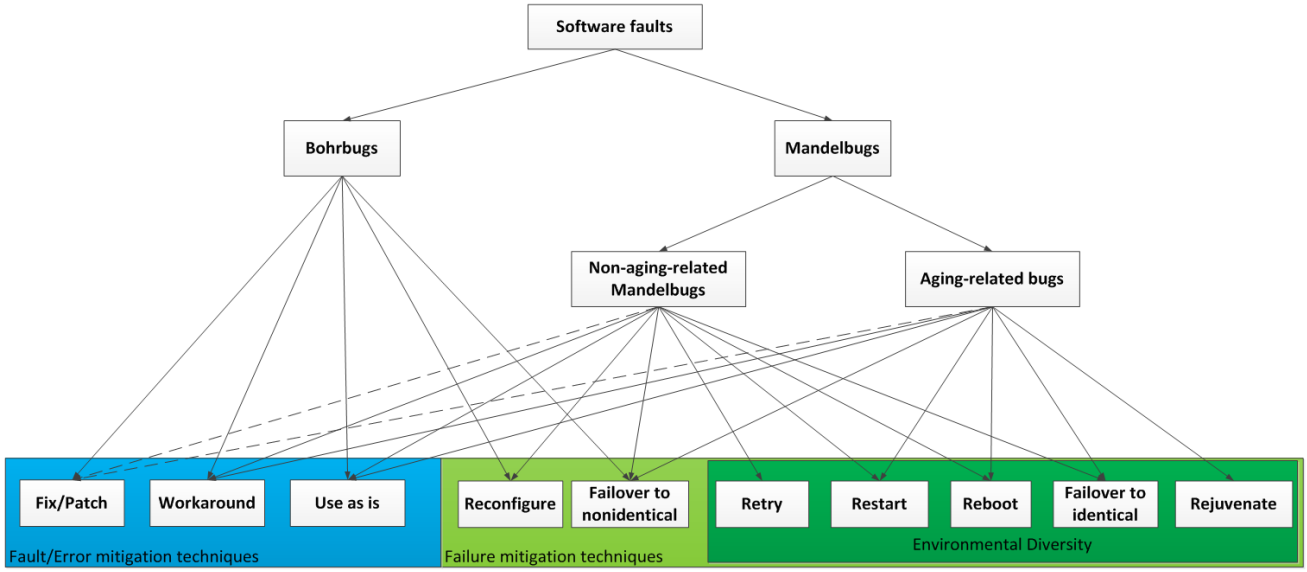 Software faults
Bohrbugs
Mandelbugs
Non-aging-related
Mandelbugs
Aging-related bugs
Fix/Patch
Workaround
Use as is
Reconfigure
Failover to
nonidentical
Retry
Restart
Reboot
Failover to
identical
Rejuvenate
Fault/Error mitigation techniques
Failure mitigation techniques
Environmental Diversity